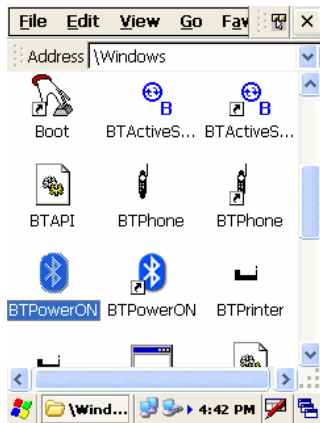 File Edit View Go Fav
Address \Windows
Boot BTActiveS... BTActiveS...
BTAPI BTPhone BTPhone
BTPowerON BTPowerON BTPrinter
\Wind... 4:42 PM